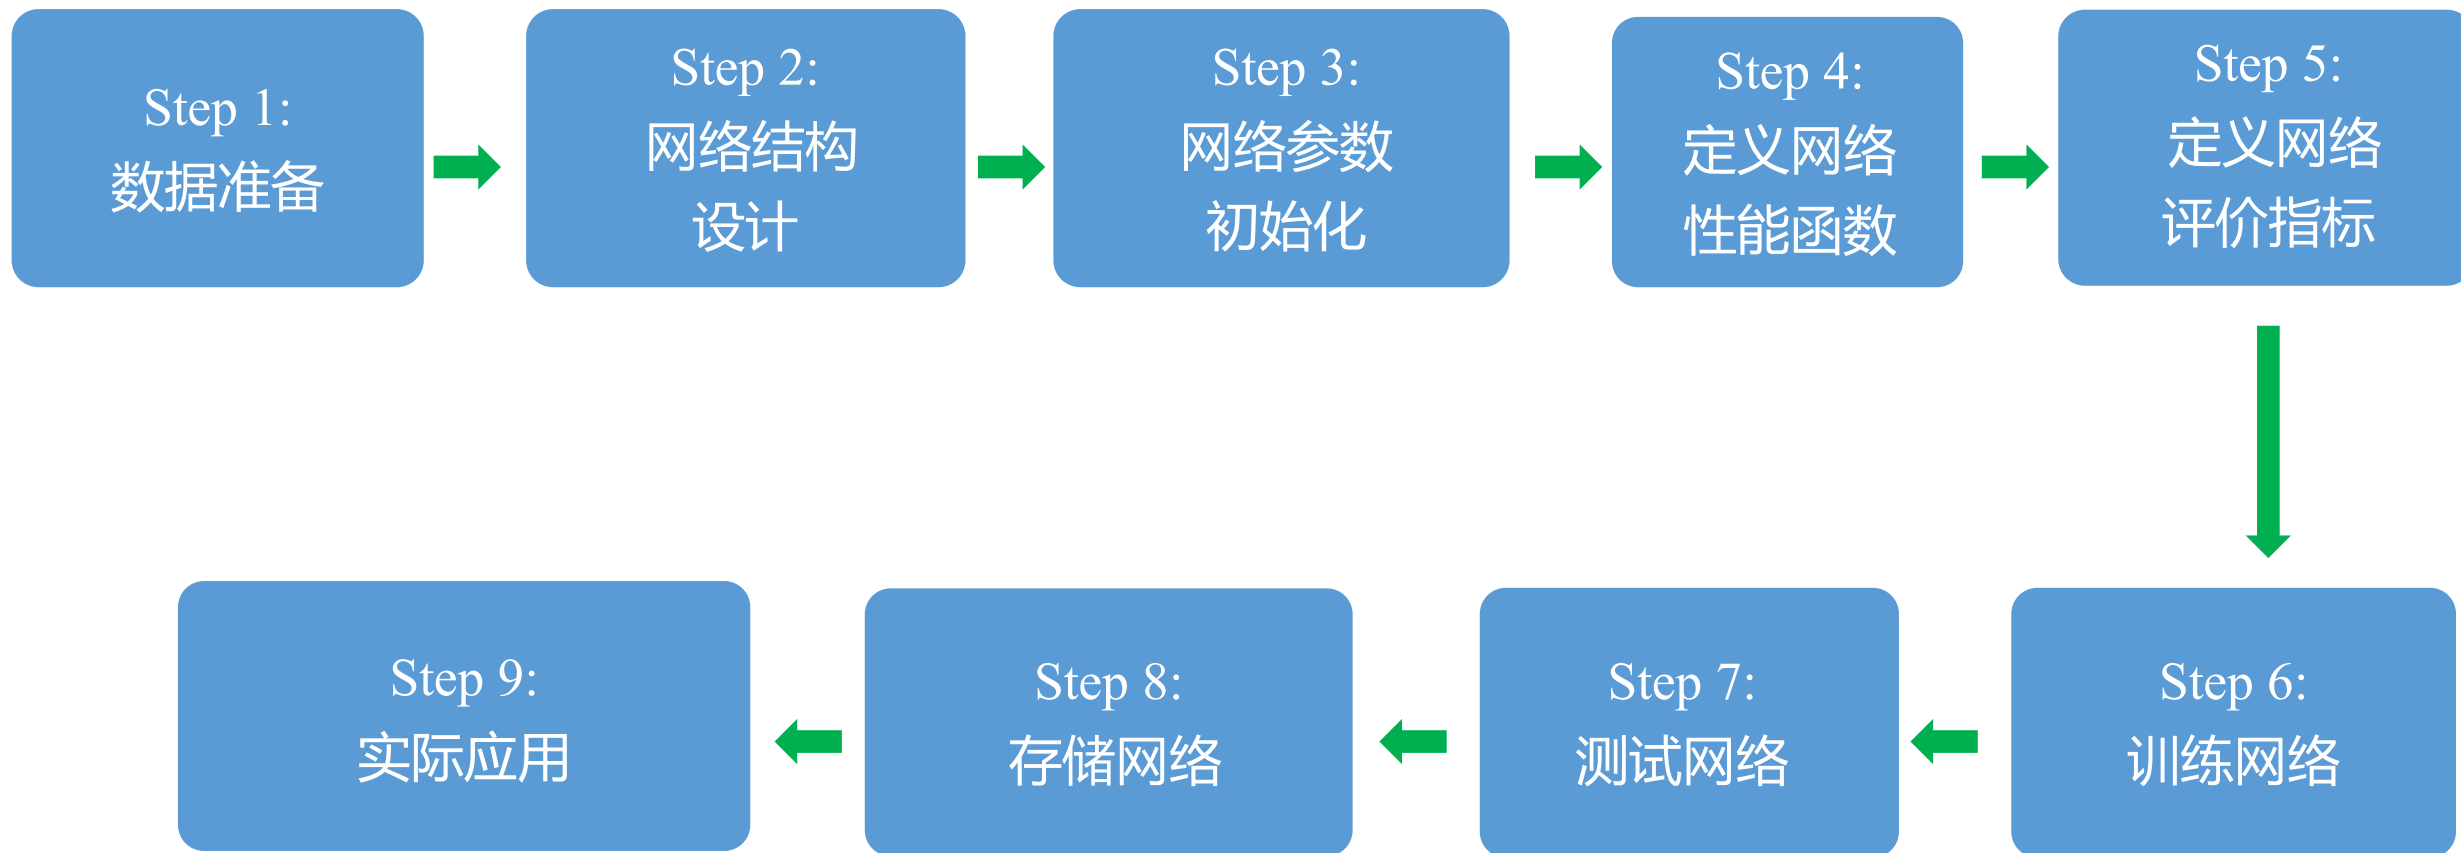 Step 1:
数据准备
Step 2:
网络结构
设计
Step 3:
网络参数
初始化
Step 4:
定义网络
性能函数
Step 5:
定义网络
评价指标
Step 6:
训练网络
Step 7:
测试网络
Step 8:
存储网络
Step 9:
实际应用